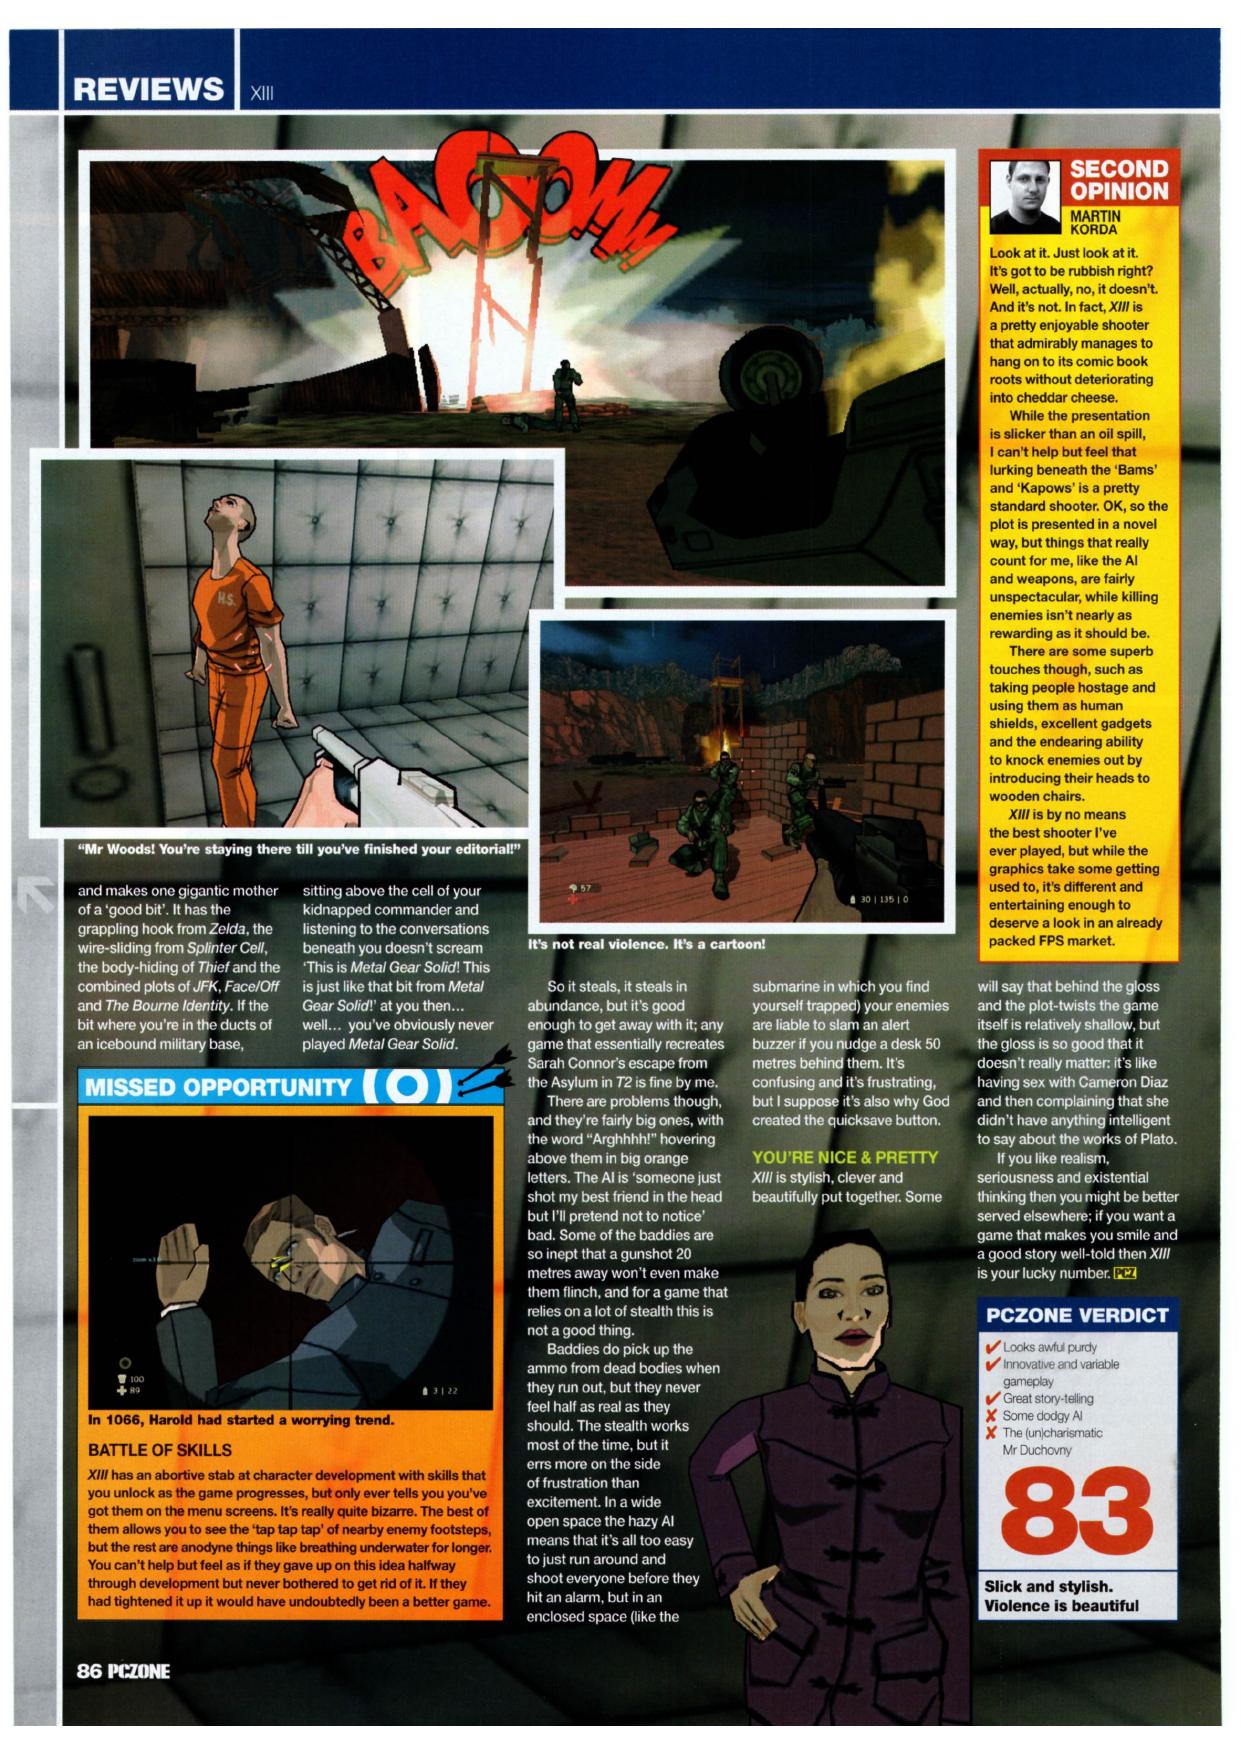 REVIEWS
XIII
BAOOOMM
SECOND
OPINION
MARTIN
KORDA
Look at it. Just look at it.
It's got to be rubbish right?
Well, actually, no, it doesn't.
And it's not. In fact, XIII is
a pretty enjoyable shooter
that admirably manages to
hang on to its comic book
roots without deteriorating
into cheddar cheese.
While the presentation
is slicker than an oil spill,
I can't help but feel that
lurking beneath the 'Bams'
and 'Kapows' is a pretty
standard shooter. OK, so the
plot is presented in a novel
way, but things that really
count for me, like the AI
and weapons, are fairly
unspectacular, while killing
enemies isn't nearly as
rewarding as it should be.
There are some superb
touches though, such as
taking people hostage and
using them as human
shields, excellent gadgets
and the endearing ability
to knock enemies out by
introducing their heads to
wooden chairs.
XIII is by no means
the best shooter I've
ever played, but while the
graphics take some getting
used to, it's different and
entertaining enough to
deserve a look in an already
packed FPS market.
H.S.
"Mr Woods! You're staying there till you've finished your editorial!"
57
30 | 135 | 0
It's not real violence. It's a cartoon!
and makes one gigantic mother
of a 'good bit'. It has the
grappling hook from Zelda, the
wire-sliding from Splinter Cell,
the body-hiding of Thief and the
combined plots of JFK, Face/Off
and The Bourne Identity. If the
bit where you're in the ducts of
an icebound military base,
sitting above the cell of your
kidnapped commander and
listening to the conversations
beneath you doesn't scream
'This is Metal Gear Solid! This
is just like that bit from Metal
Gear Solid!' at you then...
well... you've obviously never
played Metal Gear Solid.
MISSED OPPORTUNITY
zoom x3
100
89
3 | 22
In 1066, Harold had started a worrying trend.
BATTLE OF SKILLS
XIII has an abortive stab at character development with skills that
you unlock as the game progresses, but only ever tells you you've
got them on the menu screens. It's really quite bizarre. The best of
them allows you to see the 'tap tap tap' of nearby enemy footsteps,
but the rest are anodyne things like breathing underwater for longer.
You can't help but feel as if they gave up on this idea halfway
through development but never bothered to get rid of it. If they
had tightened it up it would have undoubtedly been a better game.
So it steals, it steals in
abundance, but it's good
enough to get away with it; any
game that essentially recreates
Sarah Connor's escape from
the Asylum in T2 is fine by me.
There are problems though,
and they're fairly big ones, with
the word "Arghhhh!" hovering
above them in big orange
letters. The AI is 'someone just
shot my best friend in the head
but I'll pretend not to notice'
bad. Some of the baddies are
so inept that a gunshot 20
metres away won't even make
them flinch, and for a game that
relies on a lot of stealth this is
not a good thing.
Baddies do pick up the
ammo from dead bodies when
they run out, but they never
feel half as real as they
should. The stealth works
most of the time, but it
errs more on the side
of frustration than
excitement. In a wide
open space the hazy AI
means that it's all too easy
to just run around and
shoot everyone before they
hit an alarm, but in an
enclosed space (like the
submarine in which you find
yourself trapped) your enemies
are liable to slam an alert
buzzer if you nudge a desk 50
metres behind them. It's
confusing and it's frustrating,
but I suppose it's also why God
created the quicksave button.
YOU'RE NICE & PRETTY
XIII is stylish, clever and
beautifully put together. Some
will say that behind the gloss
and the plot-twists the game
itself is relatively shallow, but
the gloss is so good that it
doesn't really matter: it's like
having sex with Cameron Diaz
and then complaining that she
didn't have anything intelligent
to say about the works of Plato.
If you like realism,
seriousness and existential
thinking then you might be better
served elsewhere; if you want a
game that makes you smile and
a good story well-told then XIII
is your lucky number. PCZ
PCZONE VERDICT
Looks awful purdy
Innovative and variable
gameplay
Great story-telling
Some dodgy AI
The (un)charismatic
Mr Duchovny
83
Slick and stylish.
Violence is beautiful
86 PCZONE